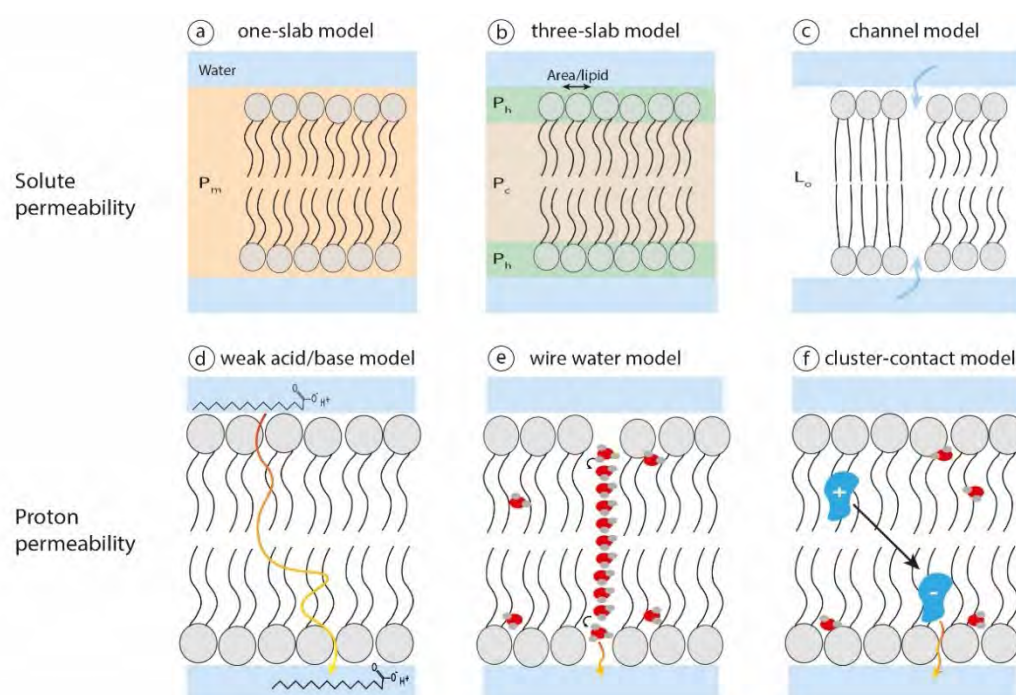 ⓐ one-slab model
ⓑ three-slab model
ⓒ channel model
Water
Area/lipid
Solute
permeability
Pm
Ph
Pc
Ph
Lo
ⓓ weak acid/base model
ⓔ wire water model
ⓕ cluster-contact model
O
O⁻
H⁺
Proton
permeability
+
-
O
O⁻
H⁺